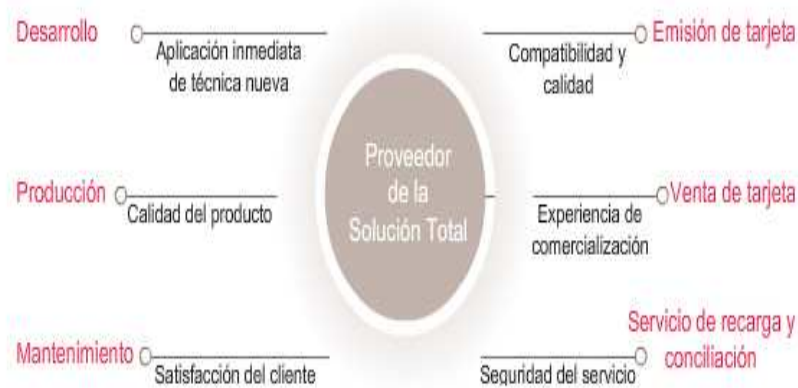 Desarrollo
Aplicación inmediata
de técnica nueva
Producción
Calidad del producto
Mantenimiento
Satisfacción del cliente
Proveedor
de la
Solución Total
Emisión de tarjeta
Compatibilidad y
calidad
Venta de tarjeta
Experiencia de
comercialización
Servicio de recarga y
conciliación
Seguridad del servicio